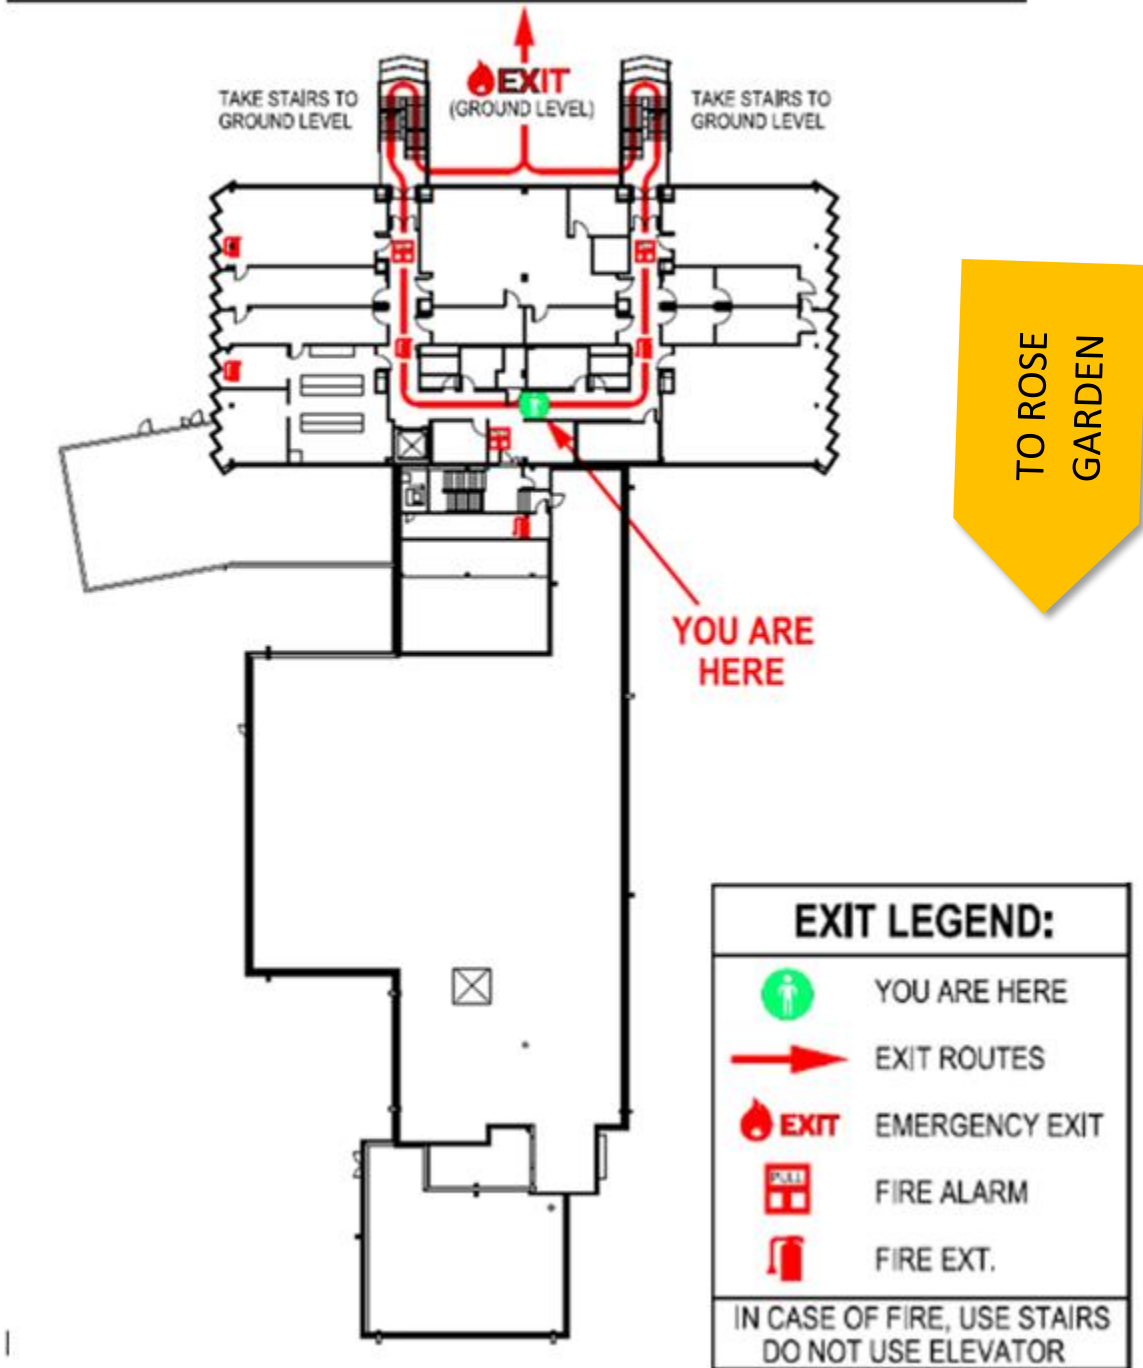 EXIT
(GROUND LEVEL)
TAKE STAIRS TO
GROUND LEVEL
TAKE STAIRS TO
GROUND LEVEL
TO ROSE
GARDEN
YOU ARE
HERE
EXIT LEGEND:
YOU ARE HERE
EXIT ROUTES
EXIT EMERGENCY EXIT
PULL FIRE ALARM
FIRE EXT.
IN CASE OF FIRE, USE STAIRS
DO NOT USE ELEVATOR